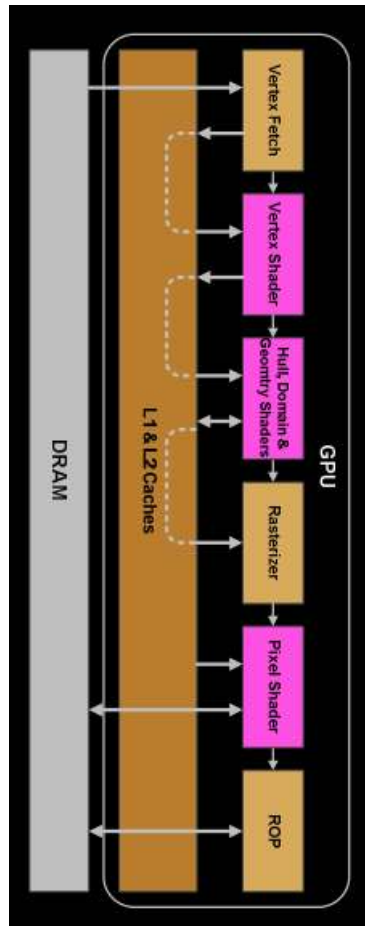 GPU
Vertex Fetch
Vertex Shader
Hull, Domain &
Geomtry Shaders
Rasterizer
Pixel Shader
ROP
L1 & L2 Caches
DRAM